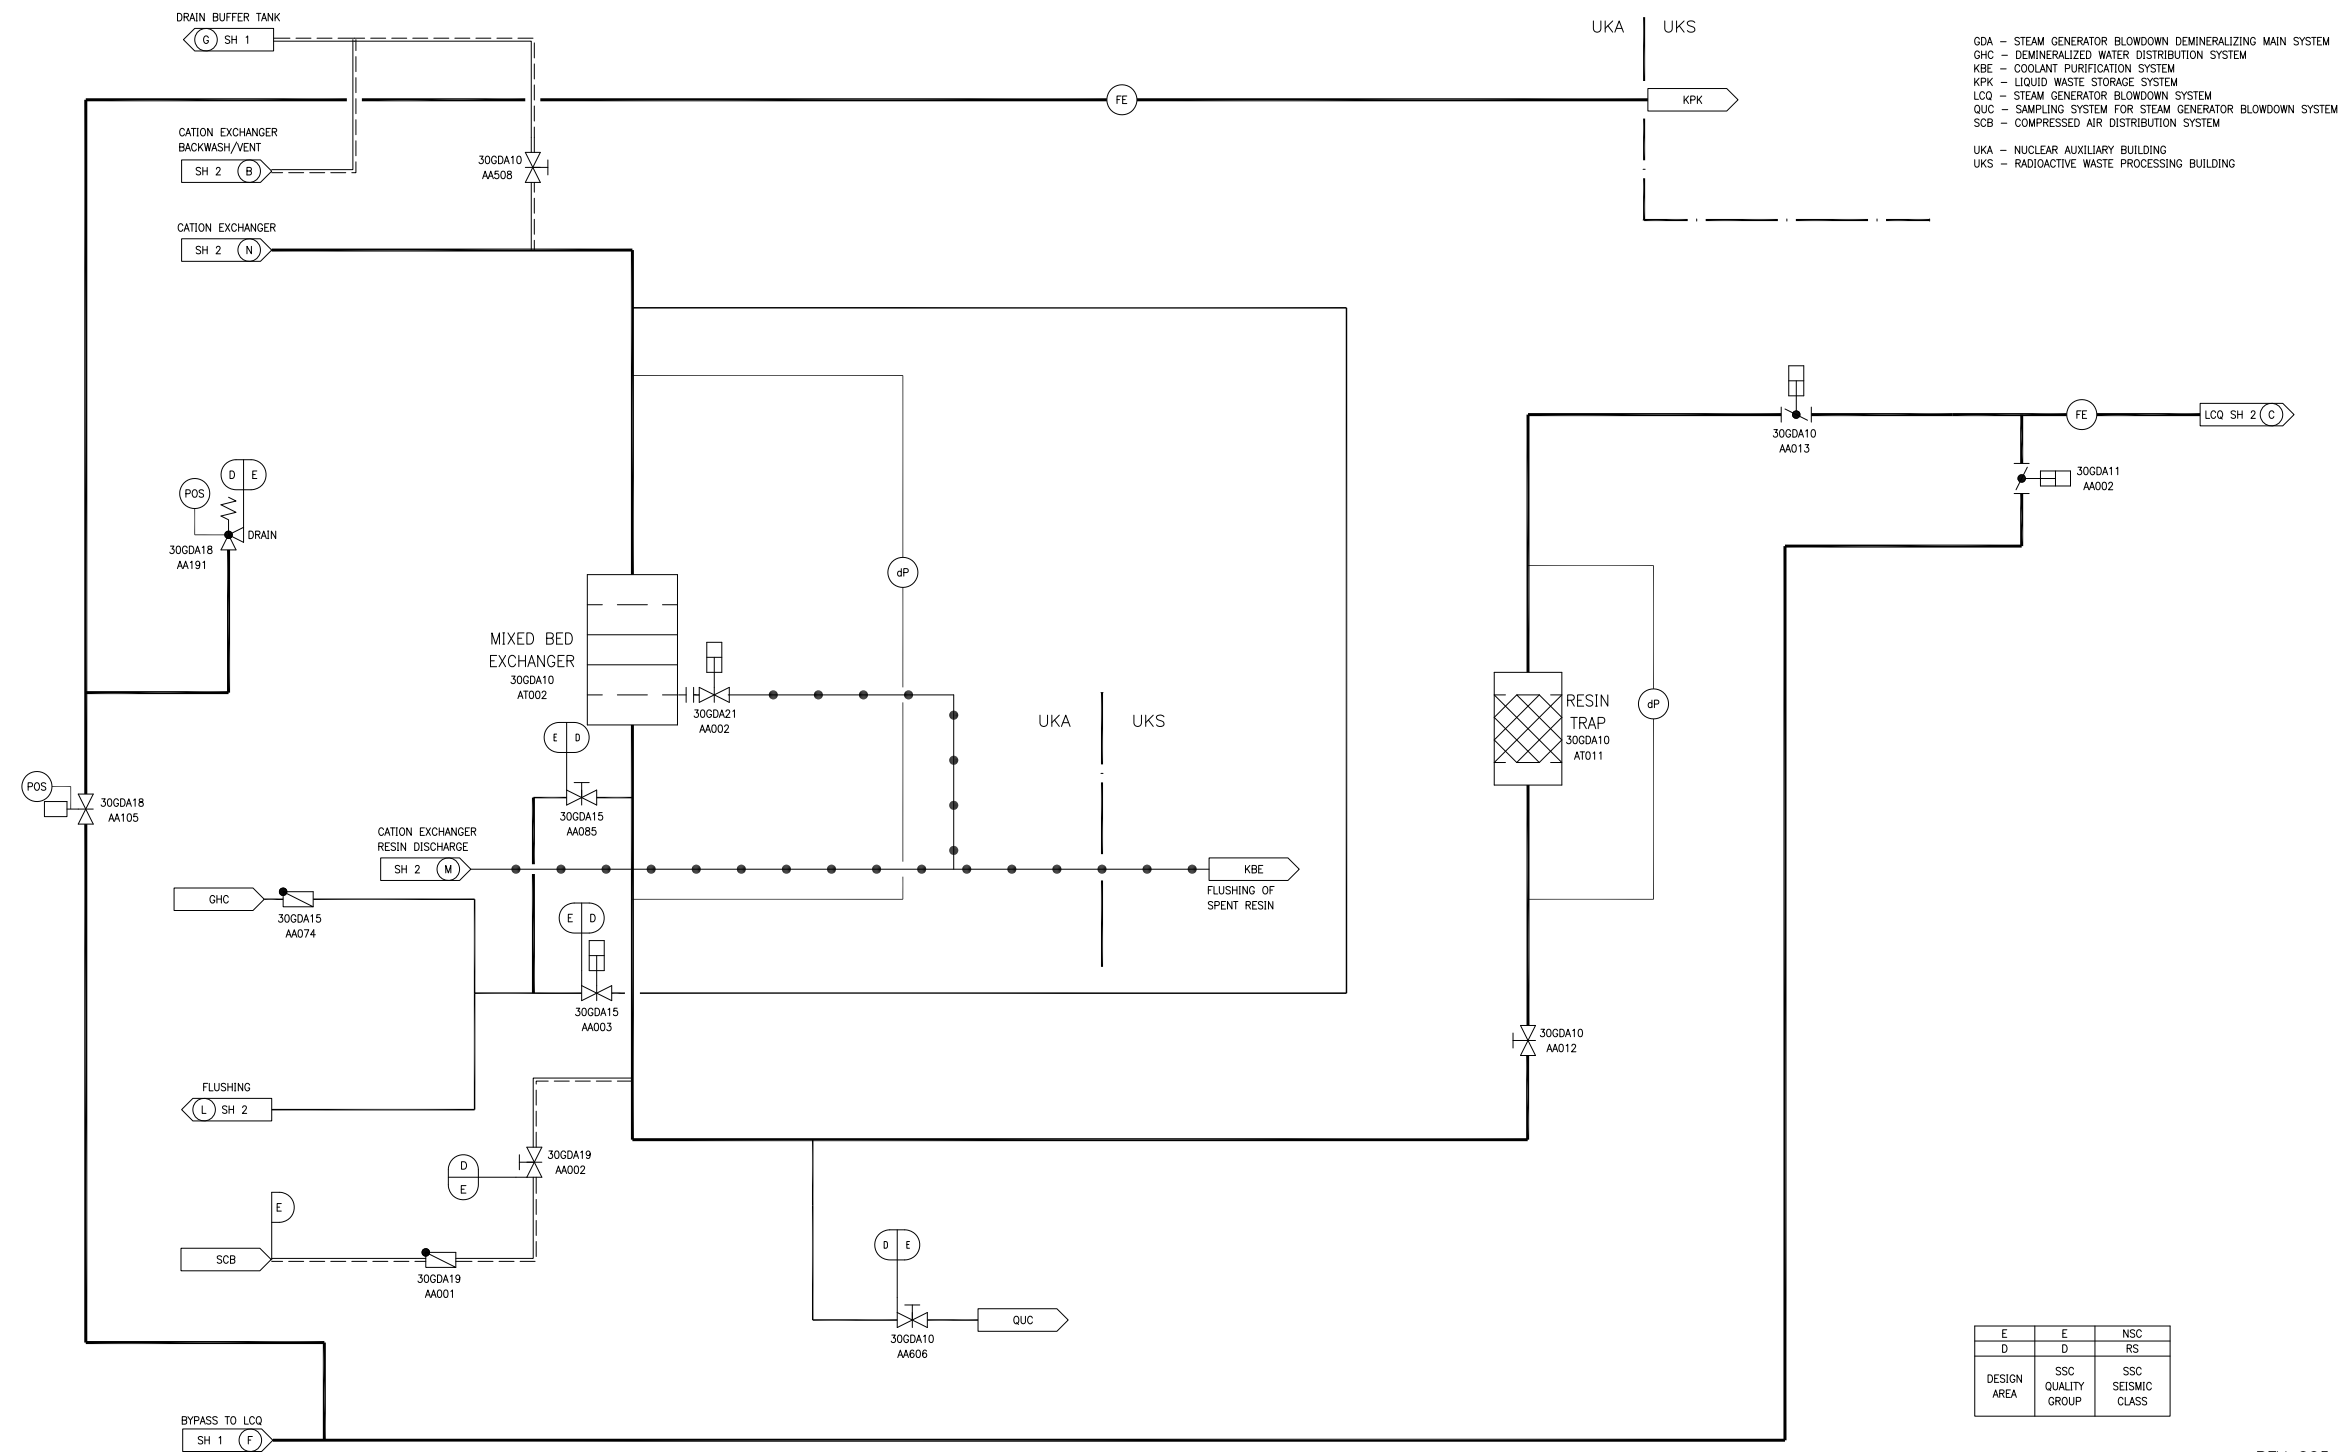 DRAIN BUFFER TANK
G SH 1
UKA UKS
GDA – STEAM GENERATOR BLOWDOWN DEMINERALIZING MAIN SYSTEM
GHC – DEMINERALIZED WATER DISTRIBUTION SYSTEM
KBE – COOLANT PURIFICATION SYSTEM
KPK – LIQUID WASTE STORAGE SYSTEM
LCQ – STEAM GENERATOR BLOWDOWN SYSTEM
QUC – SAMPLING SYSTEM FOR STEAM GENERATOR BLOWDOWN SYSTEM
SCB – COMPRESSED AIR DISTRIBUTION SYSTEM
UKA – NUCLEAR AUXILIARY BUILDING
UKS – RADIOACTIVE WASTE PROCESSING BUILDING
FE
KPK
CATION EXCHANGER
BACKWASH/VENT
SH 2 B
30GDA10
AA508
CATION EXCHANGER
SH 2 N
30GDA10
AA013
FE
LCQ SH 2 C
30GDA11
AA002
D E
POS
DRAIN
30GDA18
AA191
dP
MIXED BED
EXCHANGER
30GDA10
AT002
30GDA21
AA002
UKA UKS
RESIN
TRAP
30GDA10
AT011
dP
E D
POS
30GDA18
AA105
30GDA15
AA085
CATION EXCHANGER
RESIN DISCHARGE
SH 2 M
KBE
FLUSHING OF
SPENT RESIN
GHC
30GDA15
AA074
E D
30GDA15
AA003
30GDA10
AA012
FLUSHING
L SH 2
30GDA19
AA002
D
E
E
SCB
30GDA19
AA001
D E
QUC
30GDA10
AA606
E E NSC
D D RS
DESIGN
AREA
SSC
QUALITY
GROUP
SSC
SEISMIC
CLASS
BYPASS TO LCQ
SH 1 F